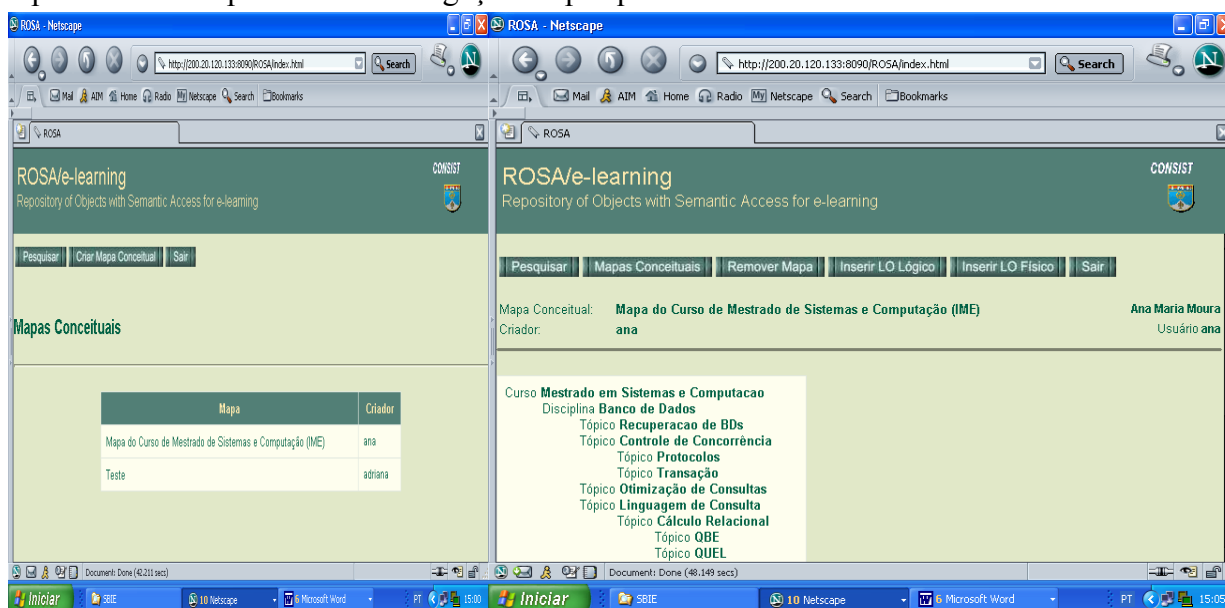 ROSA - Netscape
http://200.20.120.133:8090/ROSA/index.html
Search
Mail AIM Home Radio My Netscape Search Bookmarks
ROSA
ROSA/e-learning
Repository of Objects with Semantic Access for e-learning
CONSIST
Pesquisar Criar Mapa Conceitual Sair
Mapas Conceituais
Mapa Criador
Mapa do Curso de Mestrado de Sistemas e Computação (IME) ana
Teste adriana
Document: Done (42.211 secs)
Iniciar SBIE 10 Netscape 6 Microsoft Word PT 15:00
ROSA - Netscape
http://200.20.120.133:8090/ROSA/index.html
Search
Mail AIM Home Radio My Netscape Search Bookmarks
ROSA
ROSA/e-learning
Repository of Objects with Semantic Access for e-learning
CONSIST
Pesquisar Mapas Conceituais Remover Mapa Inserir LO Lógico Inserir LO Físico Sair
Mapa Conceitual: Mapa do Curso de Mestrado de Sistemas e Computação (IME) Ana Maria Moura
Criador: ana Usuário ana
Curso Mestrado em Sistemas e Computacao
Disciplina Banco de Dados
Tópico Recuperacao de BDs
Tópico Controle de Concorrência
Tópico Protocolos
Tópico Transação
Tópico Otimização de Consultas
Tópico Linguagem de Consulta
Tópico Cálculo Relacional
Tópico QBE
Tópico QUEL
Document: Done (48.149 secs)
Iniciar SBIE 10 Netscape 6 Microsoft Word PT 15:05